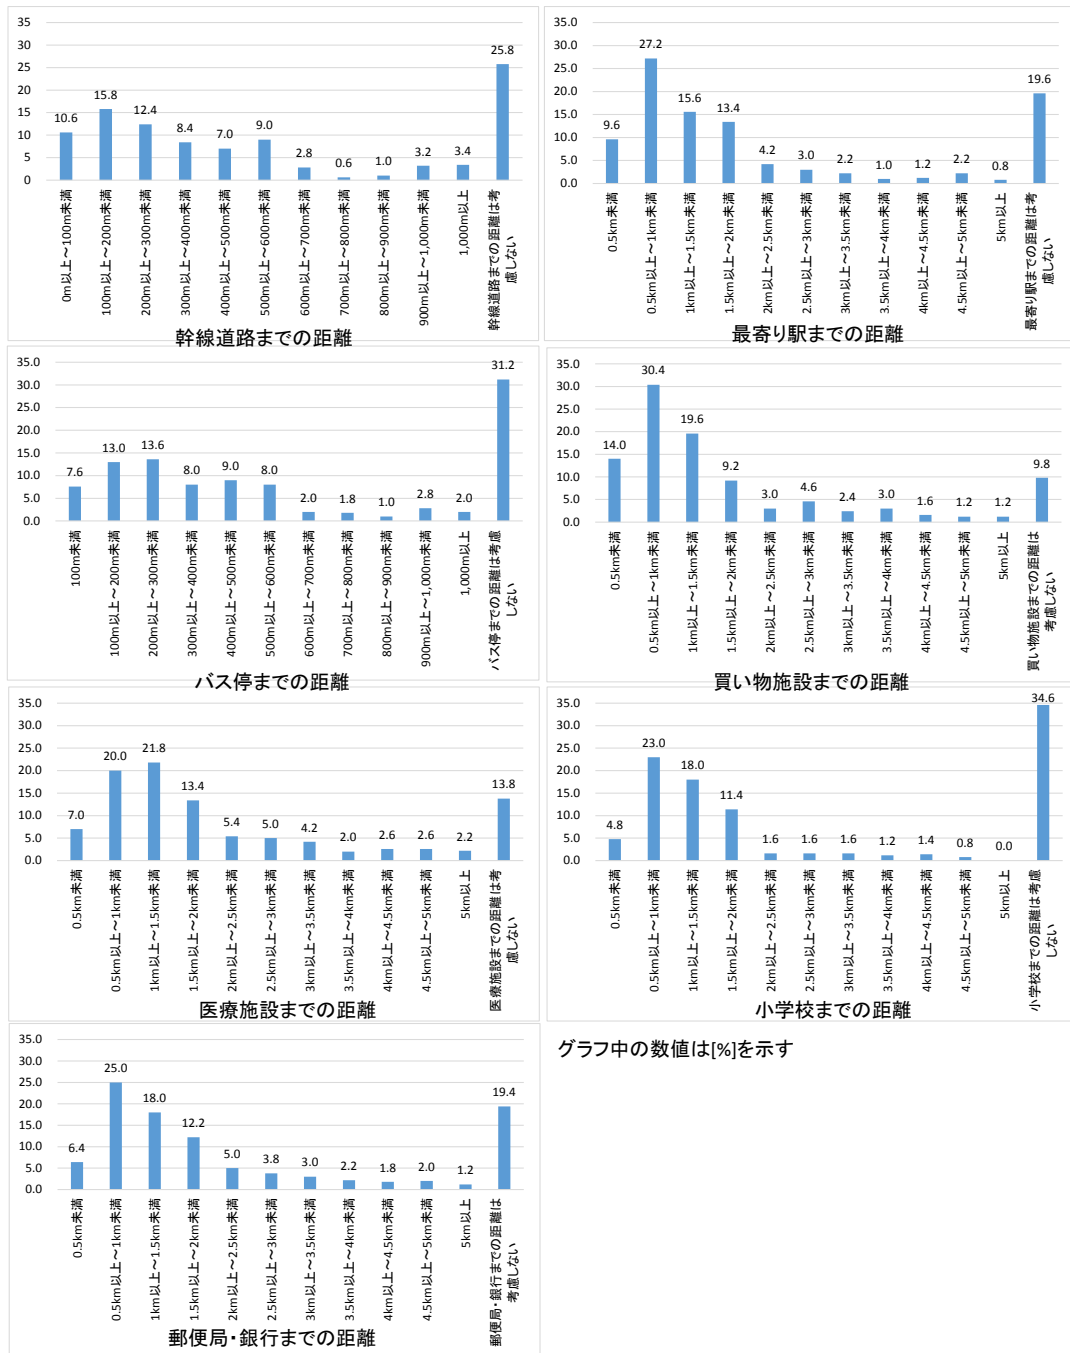 35
30
25
20
15
10
5
0
10.6
15.8
12.4
8.4
7.0
9.0
2.8
0.6
1.0
3.2
3.4
25.8
0m以上～100m未満
100m以上～200m未満
200m以上～300m未満
300m以上～400m未満
400m以上～500m未満
500m以上～600m未満
600m以上～700m未満
700m以上～800m未満
800m以上～900m未満
900m以上～1,000m未満
1,000m以上
幹線道路までの距離は考
慮しない
幹線道路までの距離
35.0
30.0
25.0
20.0
15.0
10.0
5.0
0.0
9.6
27.2
15.6
13.4
4.2
3.0
2.2
1.0
1.2
2.2
0.8
19.6
0.5km未満
0.5km以上～1km未満
1km以上～1.5km未満
1.5km以上～2km未満
2km以上～2.5km未満
2.5km以上～3km未満
3km以上～3.5km未満
3.5km以上～4km未満
4km以上～4.5km未満
4.5km以上～5km未満
5km以上
最寄り駅までの距離は考
慮しない
最寄り駅までの距離
35.0
30.0
25.0
20.0
15.0
10.0
5.0
0.0
7.6
13.0
13.6
8.0
9.0
8.0
2.0
1.8
1.0
2.8
2.0
31.2
100m未満
100m以上～200m未満
200m以上～300m未満
300m以上～400m未満
400m以上～500m未満
500m以上～600m未満
600m以上～700m未満
700m以上～800m未満
800m以上～900m未満
900m以上～1,000m未満
1,000m以上
バス停までの距離は考慮
しない
バス停までの距離
35.0
30.0
25.0
20.0
15.0
10.0
5.0
0.0
14.0
30.4
19.6
9.2
3.0
4.6
2.4
3.0
1.6
1.2
1.2
9.8
0.5km未満
0.5km以上～1km未満
1km以上～1.5km未満
1.5km以上～2km未満
2km以上～2.5km未満
2.5km以上～3km未満
3km以上～3.5km未満
3.5km以上～4km未満
4km以上～4.5km未満
4.5km以上～5km未満
5km以上
買い物施設までの距離は
考慮しない
買い物施設までの距離
35.0
30.0
25.0
20.0
15.0
10.0
5.0
0.0
7.0
20.0
21.8
13.4
5.4
5.0
4.2
2.0
2.6
2.6
2.2
13.8
0.5km未満
0.5km以上～1km未満
1km以上～1.5km未満
1.5km以上～2km未満
2km以上～2.5km未満
2.5km以上～3km未満
3km以上～3.5km未満
3.5km以上～4km未満
4km以上～4.5km未満
4.5km以上～5km未満
5km以上
医療施設までの距離は考
慮しない
医療施設までの距離
35.0
30.0
25.0
20.0
15.0
10.0
5.0
0.0
4.8
23.0
18.0
11.4
1.6
1.6
1.6
1.2
1.4
0.8
0.0
34.6
0.5km未満
0.5km以上～1km未満
1km以上～1.5km未満
1.5km以上～2km未満
2km以上～2.5km未満
2.5km以上～3km未満
3km以上～3.5km未満
3.5km以上～4km未満
4km以上～4.5km未満
4.5km以上～5km未満
5km以上
小学校までの距離は考慮
しない
小学校までの距離
35.0
30.0
25.0
20.0
15.0
10.0
5.0
0.0
6.4
25.0
18.0
12.2
5.0
3.8
3.0
2.2
1.8
2.0
1.2
19.4
0.5km未満
0.5km以上～1km未満
1km以上～1.5km未満
1.5km以上～2km未満
2km以上～2.5km未満
2.5km以上～3km未満
3km以上～3.5km未満
3.5km以上～4km未満
4km以上～4.5km未満
4.5km以上～5km未満
5km以上
郵便局・銀行までの距離は
考慮しない
郵便局・銀行までの距離
グラフ中の数値は[%]を示す